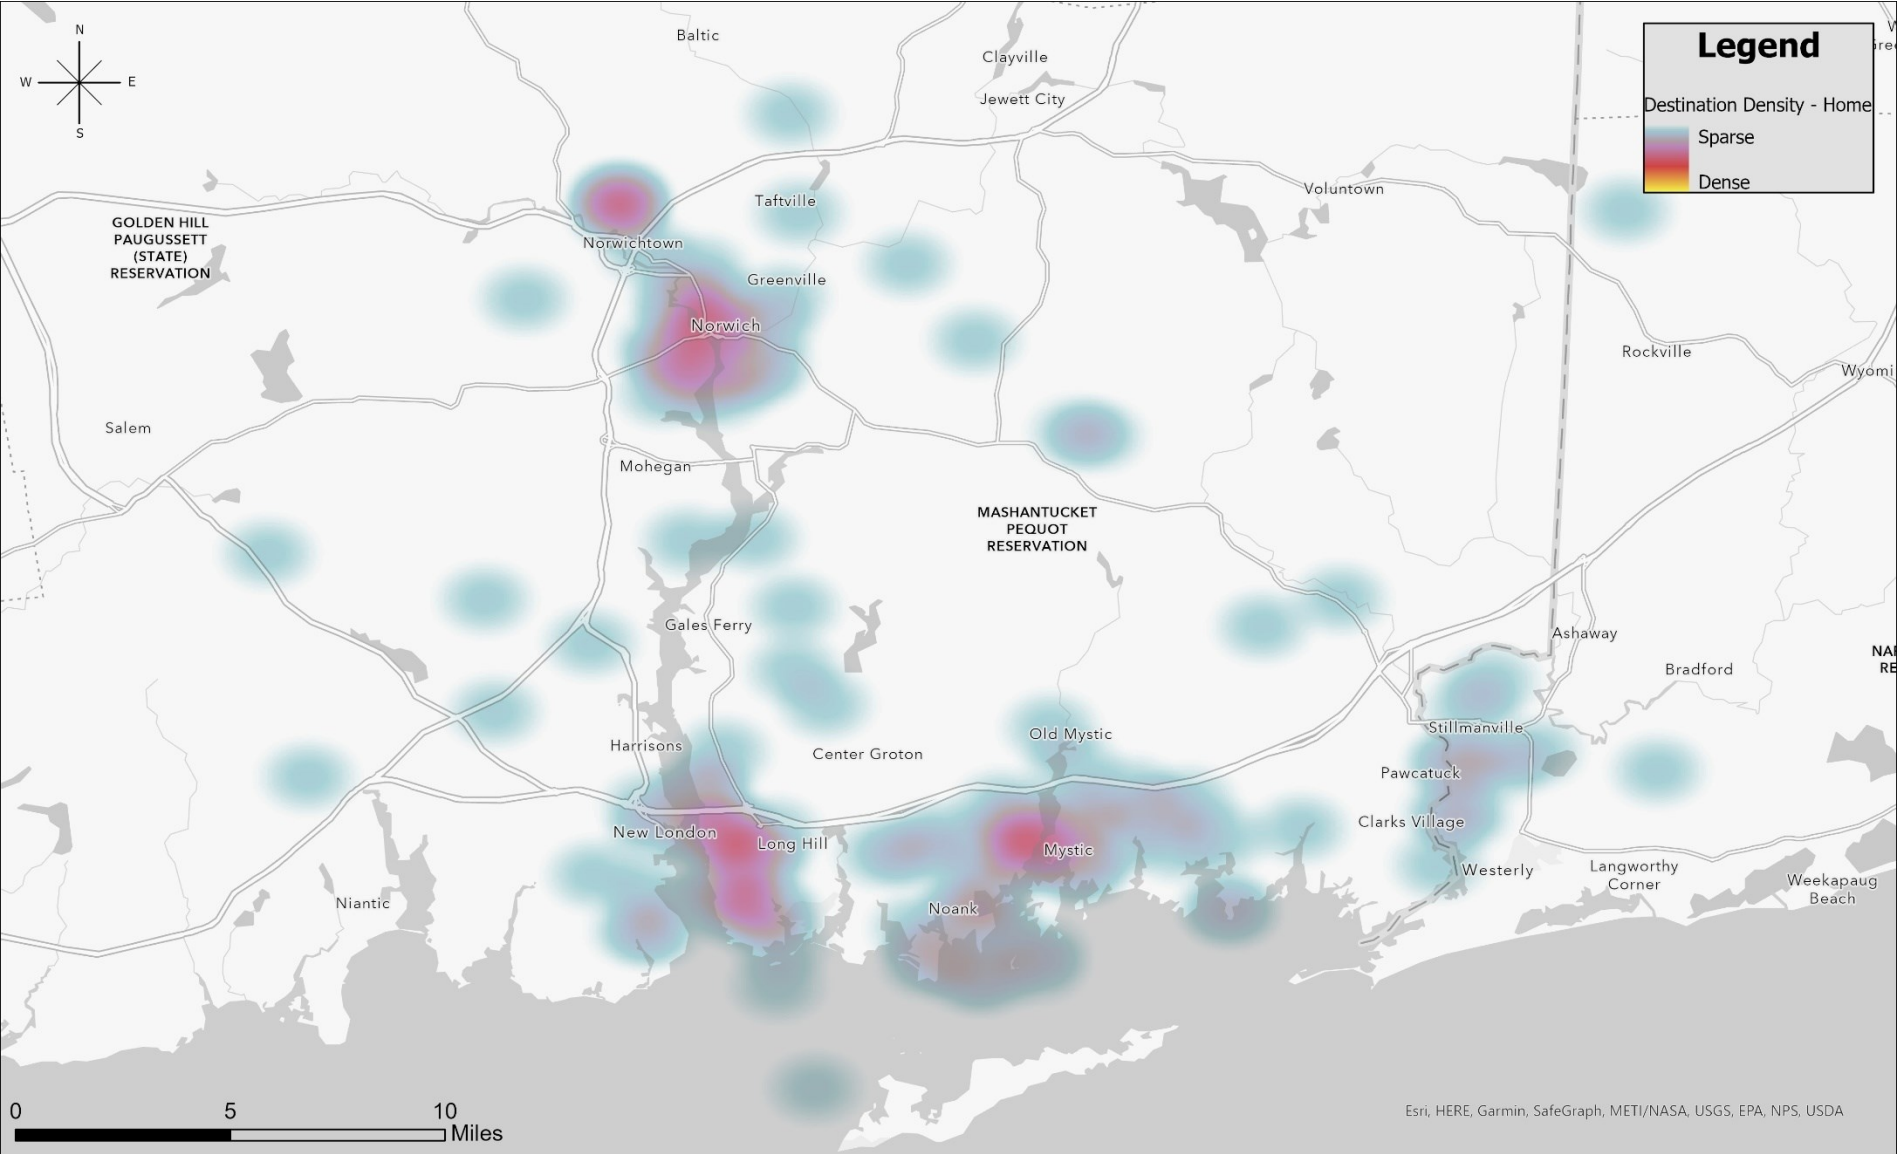 N
W E
S
Baltic
Clayville
Jewett City
Legend
Destination Density - Home
Sparse
Dense
GOLDEN HILL
PAUGUSSETT
(STATE)
RESERVATION
Taftville
Voluntown
Norwichtown
Greenville
Norwich
Rockville
Wyomi
Salem
Mohegan
MASHANTUCKET
PEQUOT
RESERVATION
Gales Ferry
Ashaway
Bradford
NAR
RE
Harrisons
Center Groton
Old Mystic
Stillmanville
Pawcatuck
New London
Long Hill
Mystic
Clarks Village
Westerly
Langworthy
Corner
Weekapaug
Beach
Niantic
Noank
0 5 10
Miles
Esri, HERE, Garmin, SafeGraph, METI/NASA, USGS, EPA, NPS, USDA